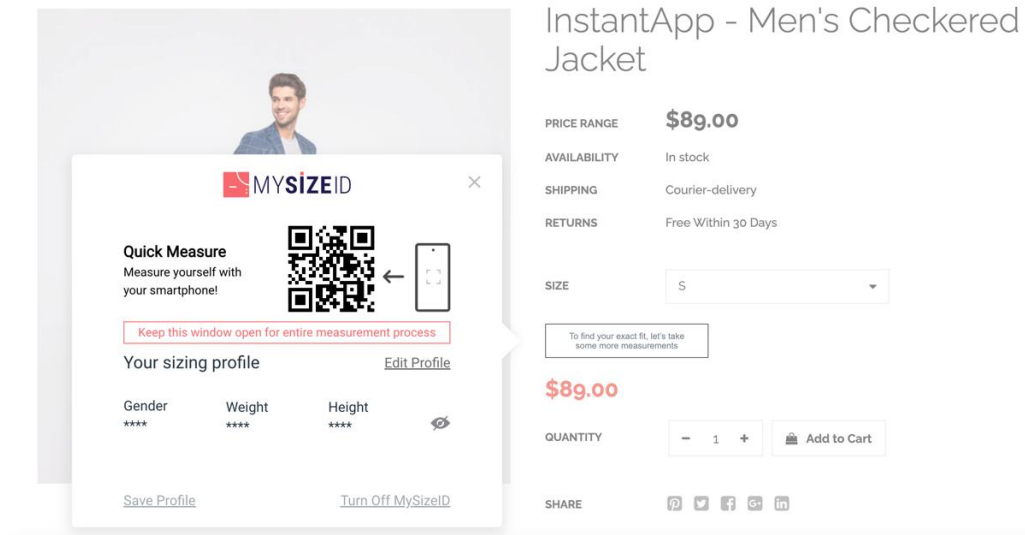 InstantApp - Men's Checkered
Jacket
PRICE RANGE $89.00
AVAILABILITY In stock
SHIPPING Courier-delivery
RETURNS Free Within 30 Days
SIZE S
To find your exact fit, let's take
some more measurements
$89.00
QUANTITY − 1 + Add to Cart
SHARE
MYSIZEID
Quick Measure
Measure yourself with
your smartphone!
Keep this window open for entire measurement process
Your sizing profile Edit Profile
Gender Weight Height
**** **** ****
Save Profile Turn Off MySizeID